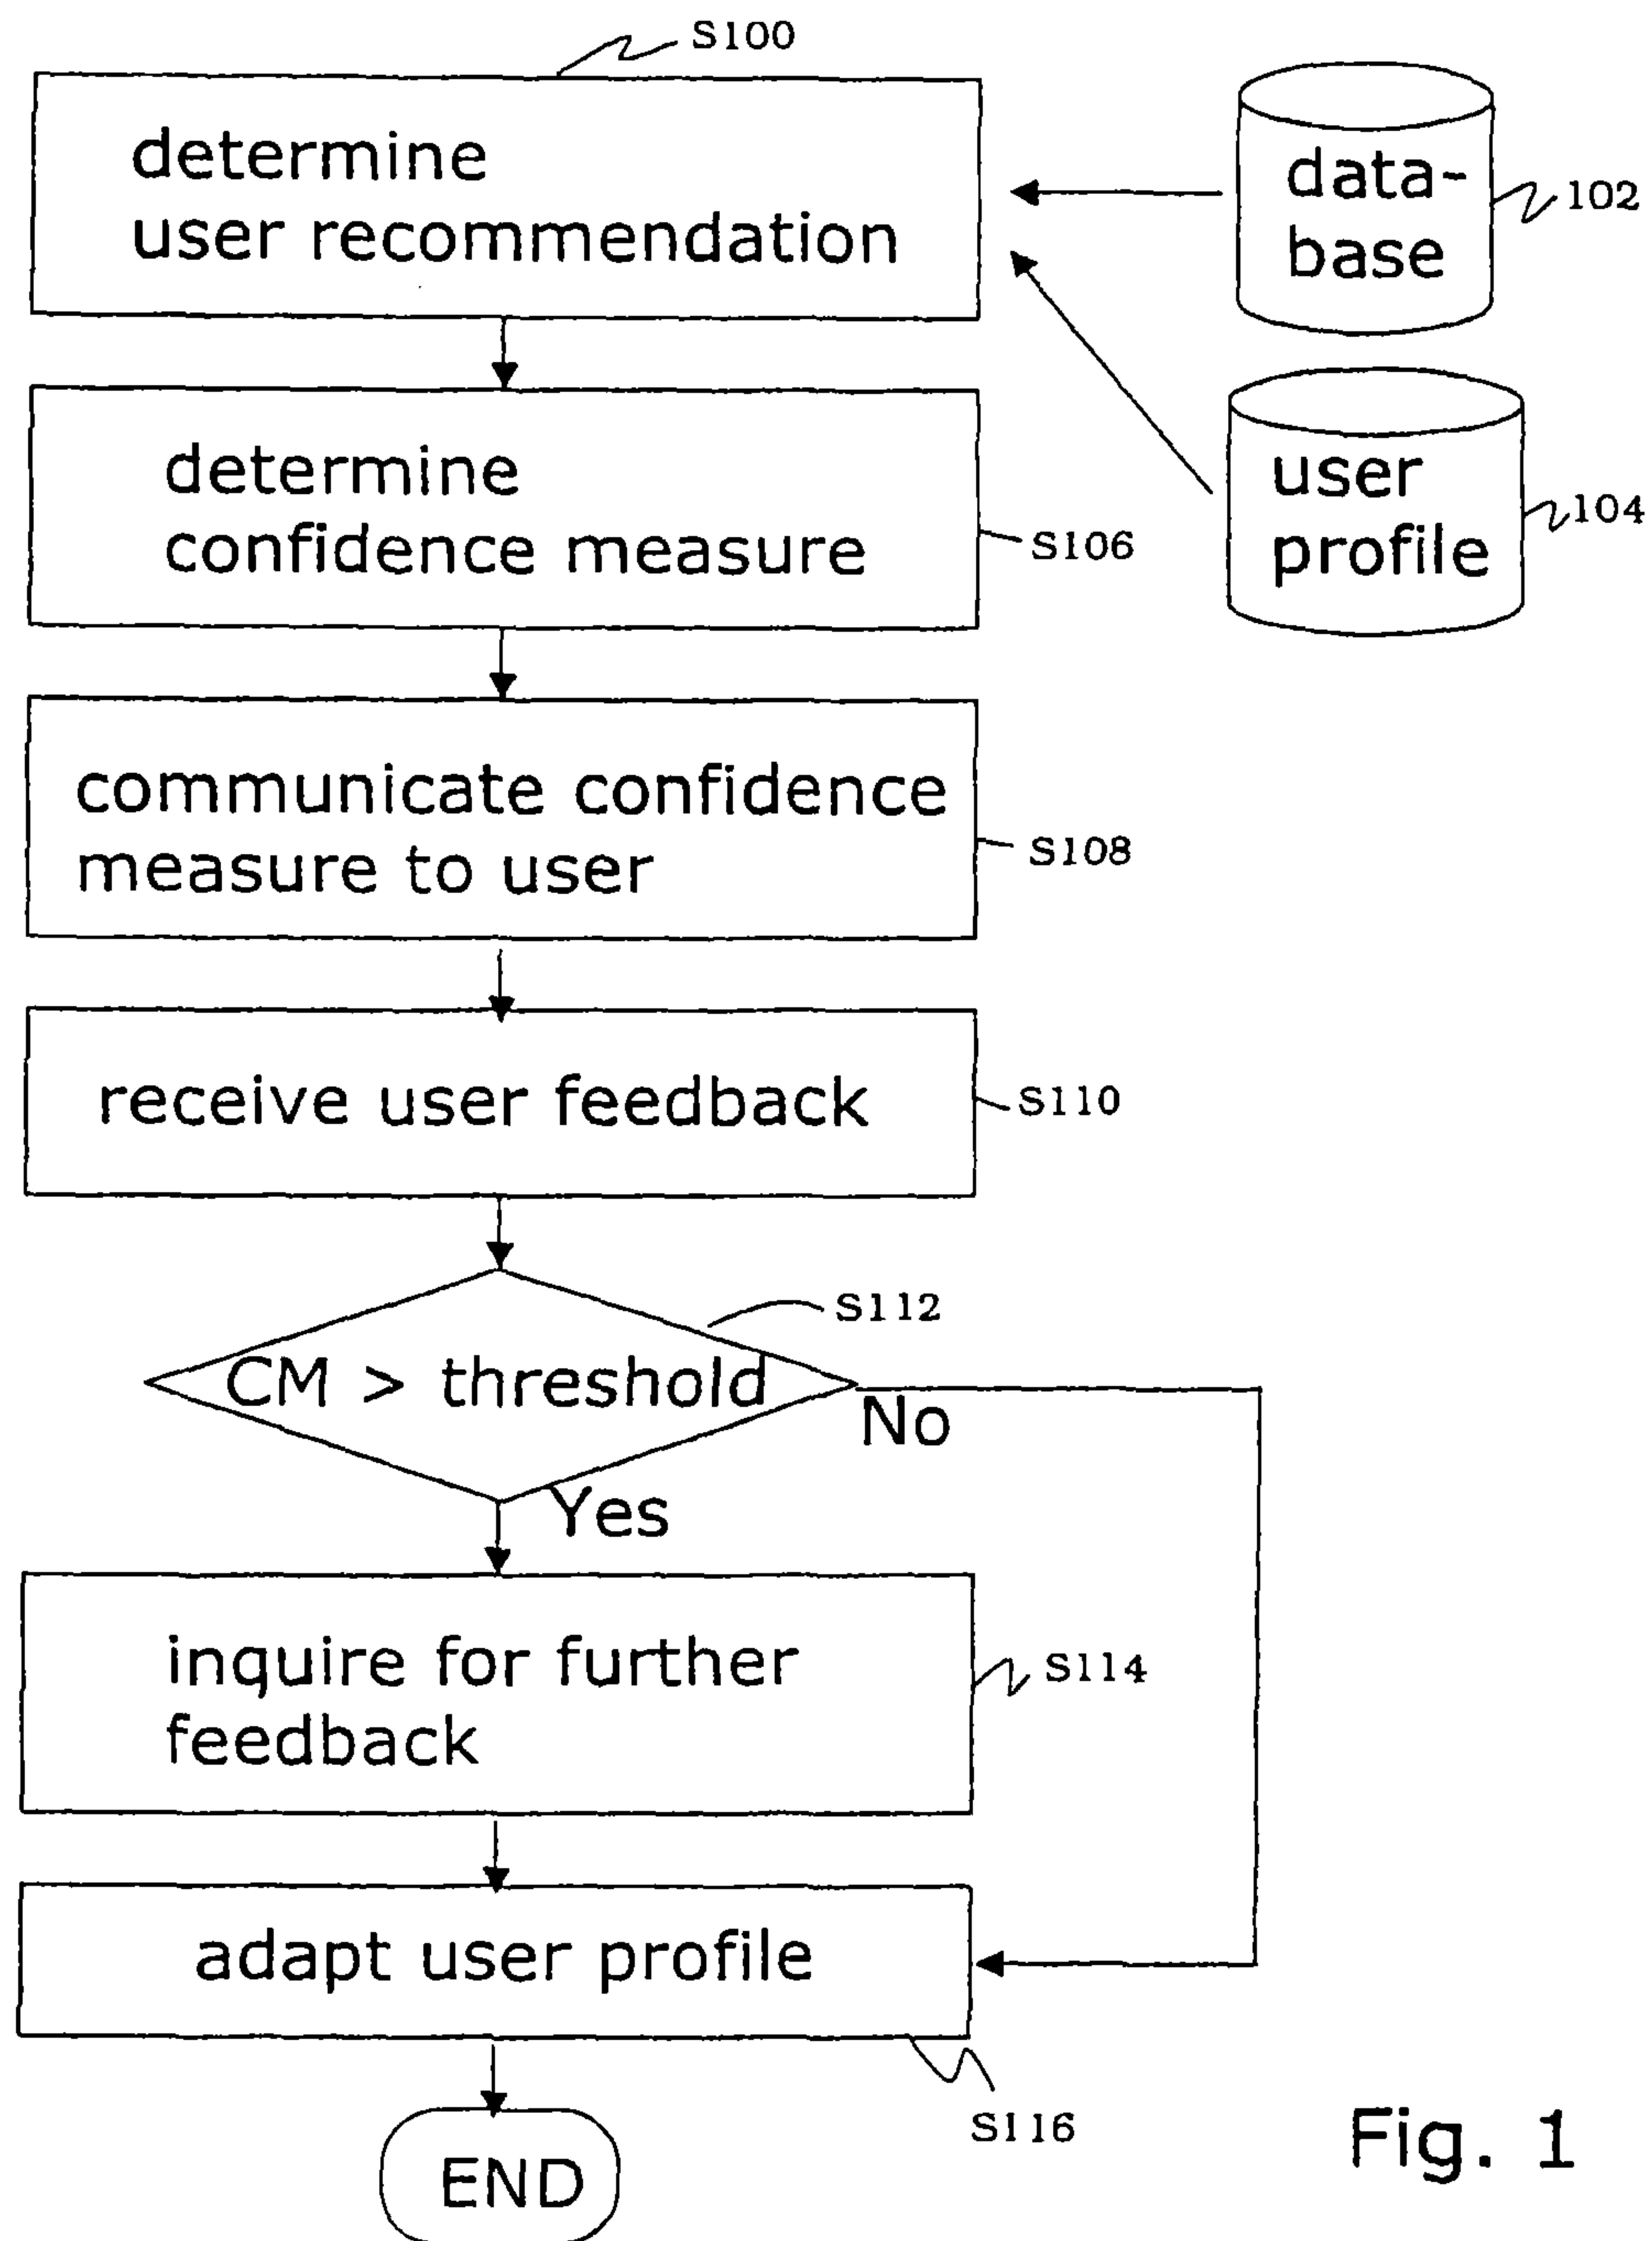 S100
determine
user recommendation
data-
base
102
determine
confidence measure
S106
user
profile
104
communicate confidence
measure to user
S108
receive user feedback
S110
S112
CM > threshold
No
Yes
inquire for further
feedback
S114
adapt user profile
S116
END
Fig. 1